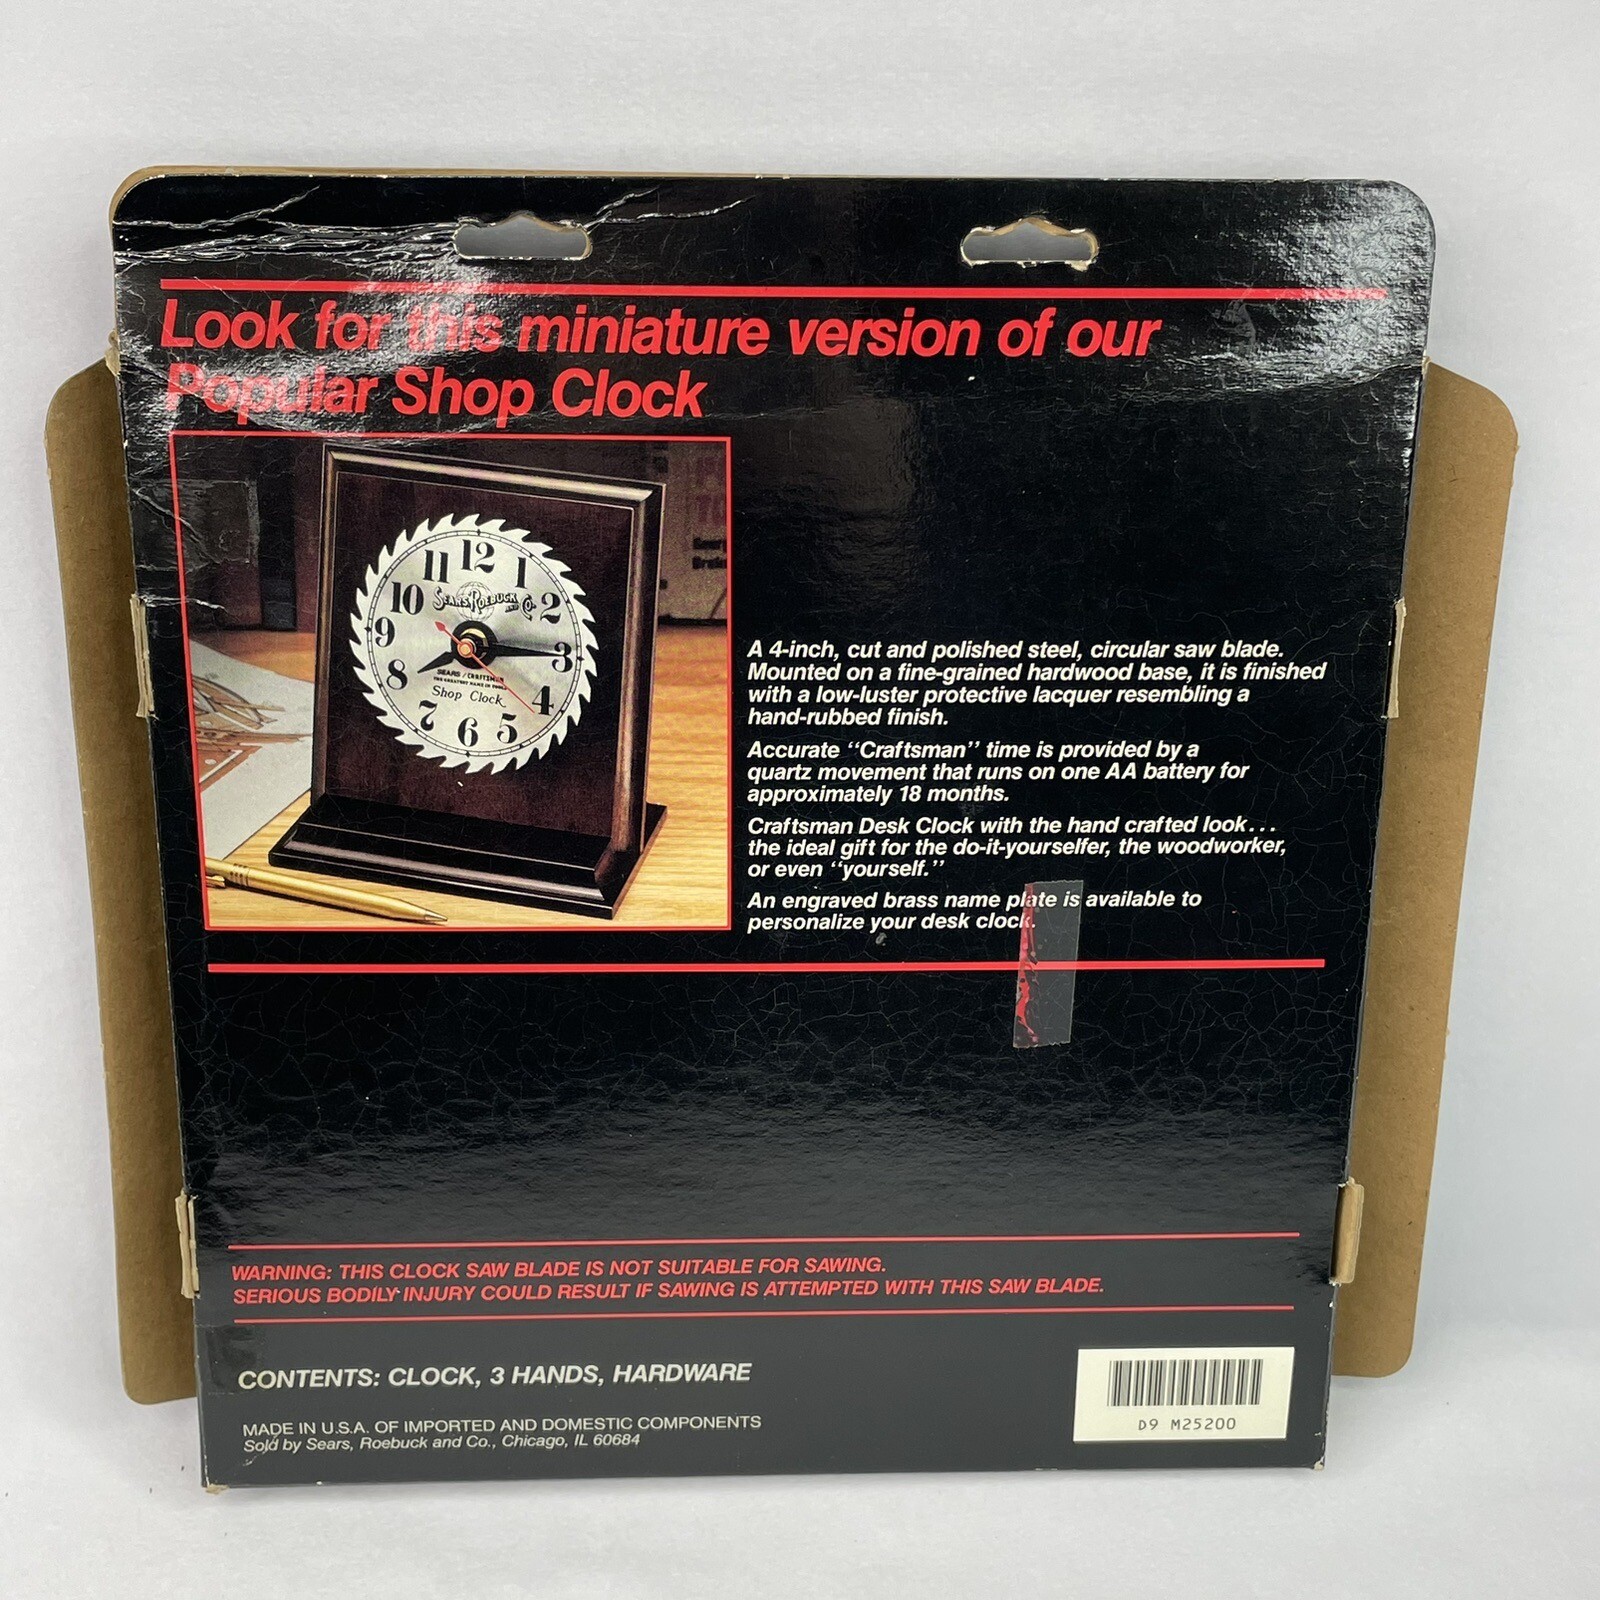 Look for this miniature version of our
Popular Shop Clock
11 12 1
10 2
9 3
8 4
7 6 5
SEARS, ROEBUCK AND CO.
SEARS / CRAFTSMAN
THE GREATEST NAME IN TOOLS
Shop Clock
A 4-inch, cut and polished steel, circular saw blade.
Mounted on a fine-grained hardwood base, it is finished
with a low-luster protective lacquer resembling a
hand-rubbed finish.
Accurate "Craftsman" time is provided by a
quartz movement that runs on one AA battery for
approximately 18 months.
Craftsman Desk Clock with the hand crafted look...
the ideal gift for the do-it-yourselfer, the woodworker,
or even "yourself."
An engraved brass name plate is available to
personalize your desk clock.
WARNING: THIS CLOCK SAW BLADE IS NOT SUITABLE FOR SAWING.
SERIOUS BODILY INJURY COULD RESULT IF SAWING IS ATTEMPTED WITH THIS SAW BLADE.
CONTENTS: CLOCK, 3 HANDS, HARDWARE
MADE IN U.S.A. OF IMPORTED AND DOMESTIC COMPONENTS
Sold by Sears, Roebuck and Co., Chicago, IL 60684
D9 M25200